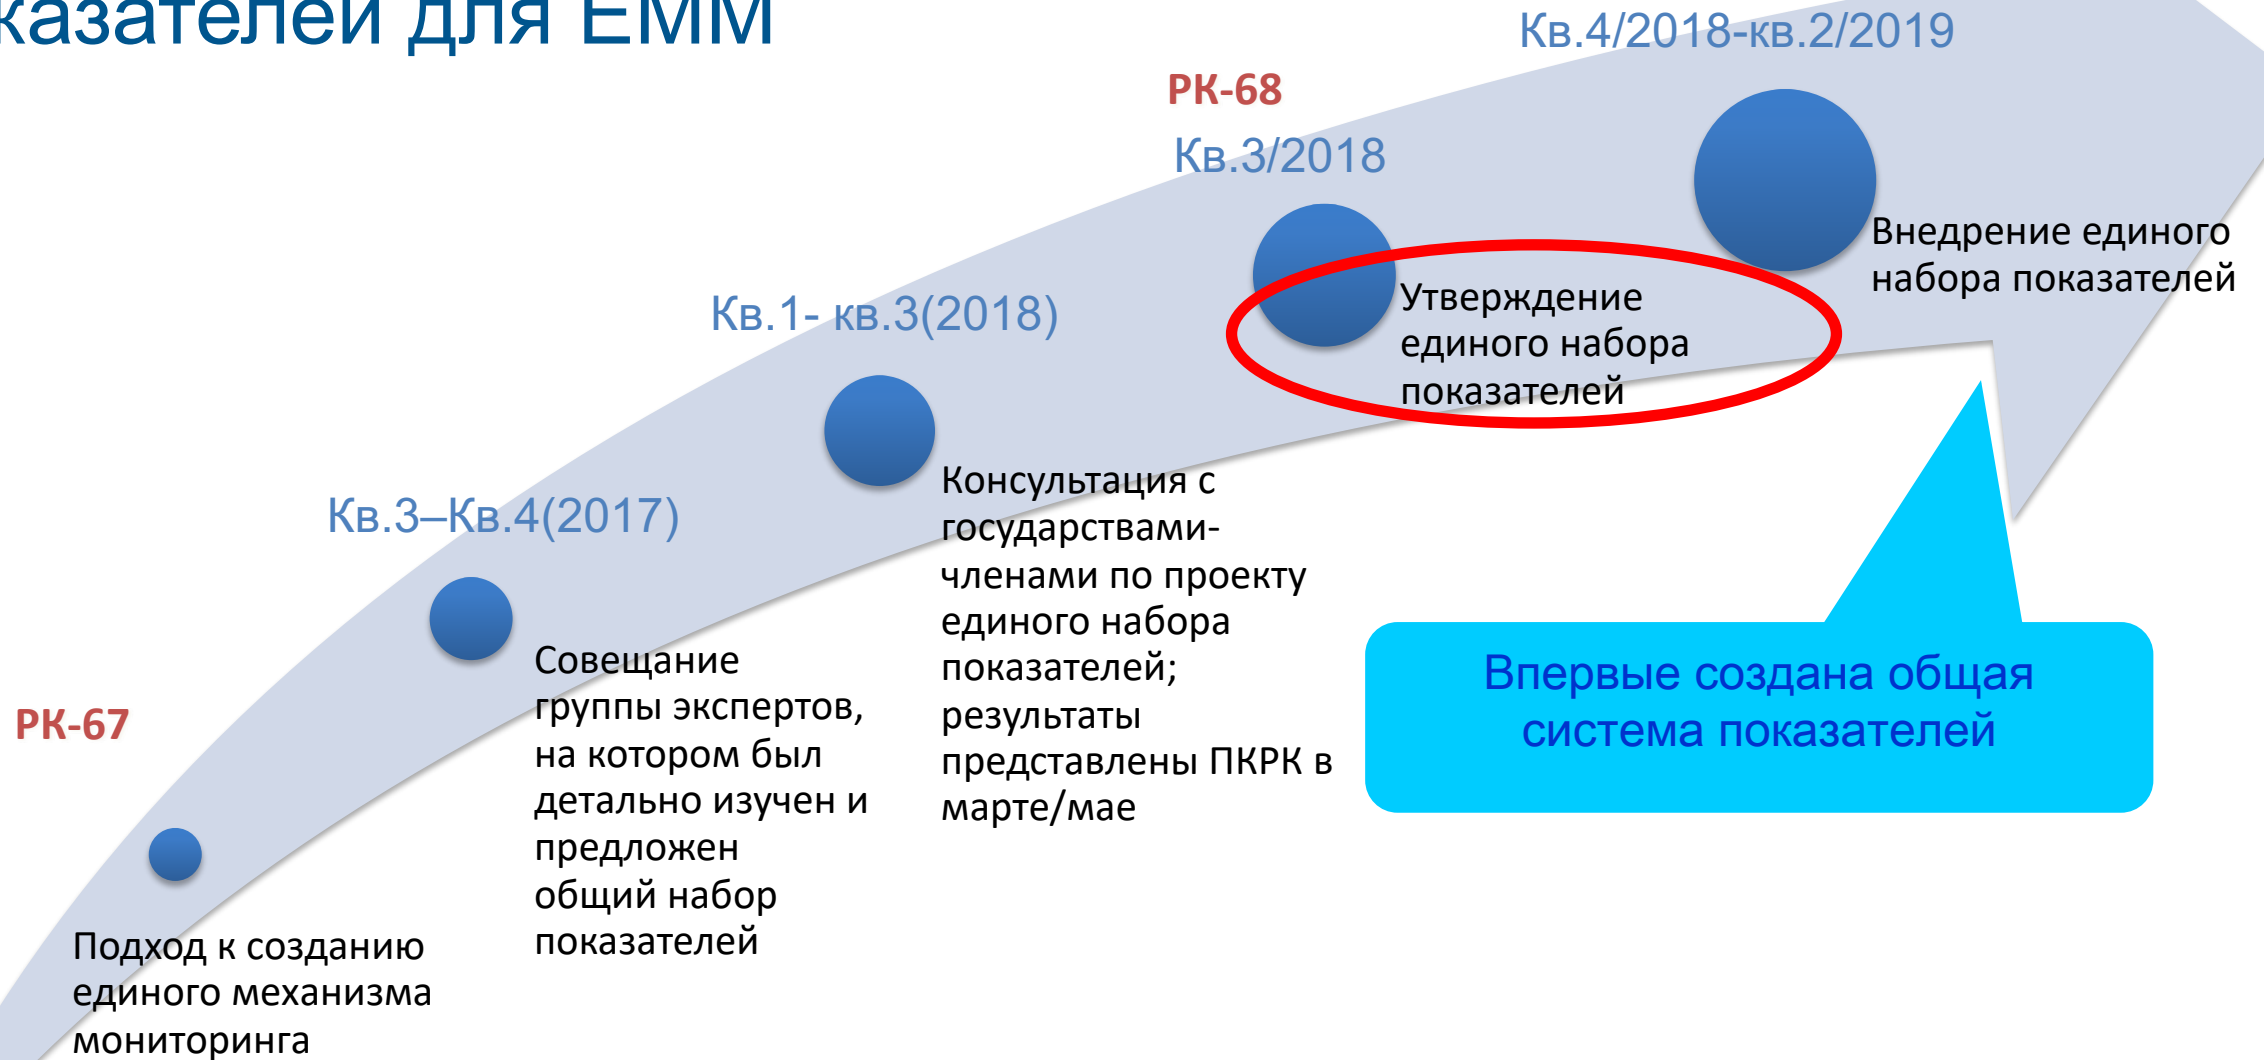 казателей для ЕММ
Кв.4/2018-кв.2/2019
РК-68
Кв.3/2018
Внедрение единого
набора показателей
Утверждение
единого набора
показателей
Кв.1- кв.3(2018)
Консультация с
государствами-
членами по проекту
единого набора
показателей;
результаты
представлены ПКРК в
марте/мае
Кв.3–Кв.4(2017)
Совещание
группы экспертов,
на котором был
детально изучен и
предложен
общий набор
показателей
РК-67
Подход к созданию
единого механизма
мониторинга
Впервые создана общая
система показателей